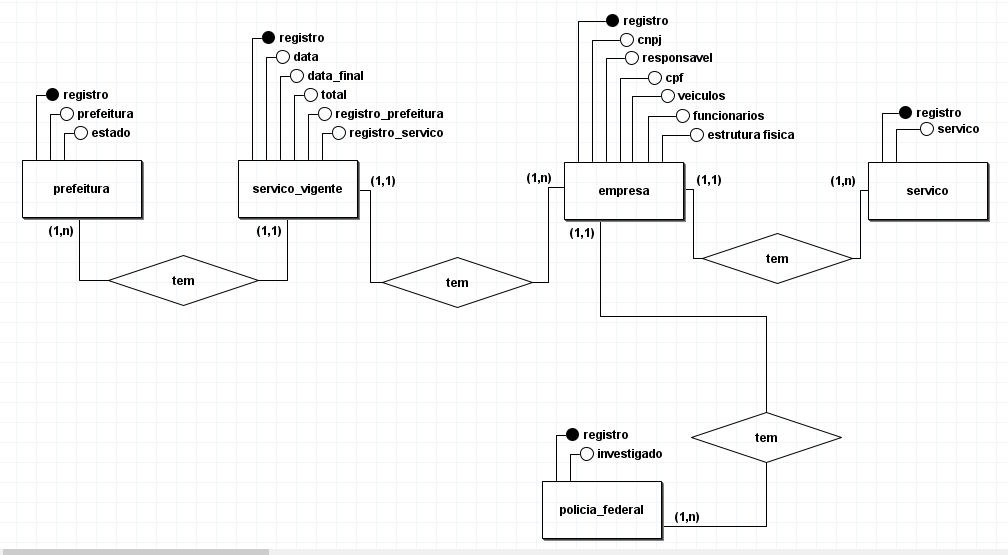 registro
prefeitura
estado
prefeitura
(1,n)
tem
registro
data
data_final
total
registro_prefeitura
registro_servico
servico_vigente
(1,1)
(1,1)
tem
registro
cnpj
responsavel
cpf
veiculos
funcionarios
estrutura fisica
(1,n)
empresa
(1,1)
(1,1)
tem
registro
servico
(1,n)
servico
tem
registro
investigado
policia_federal
(1,n)